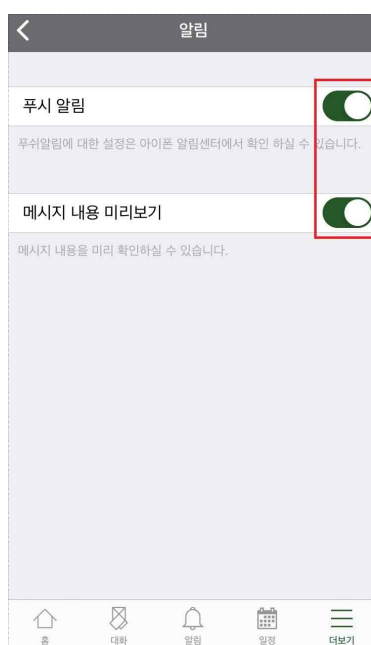 알림
푸시 알림
푸쉬알림에 대한 설정은 아이폰 알림센터에서 확인 하실 수 있습니다.
메시지 내용 미리보기
메시지 내용을 미리 확인하실 수 있습니다.
홈 대화 알림 일정 더보기